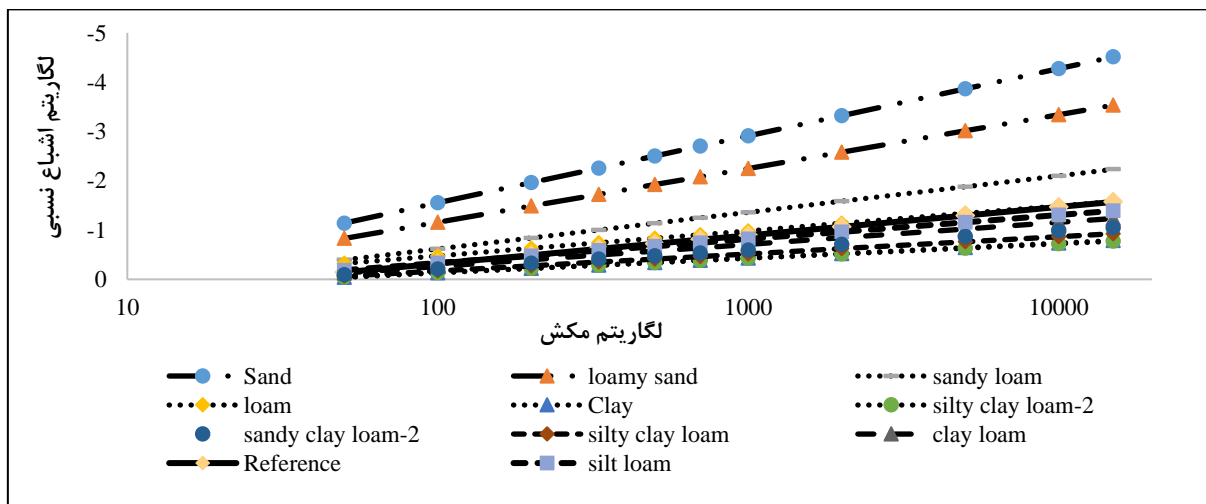 -5
-4
-3
-2
-1
0
لگاریتم اشباع نسبی
10 100 1000 10000
لگاریتم مکش
Sand loamy sand sandy loam
loam Clay silty clay loam-2
sandy clay loam-2 silty clay loam clay loam
Reference silt loam